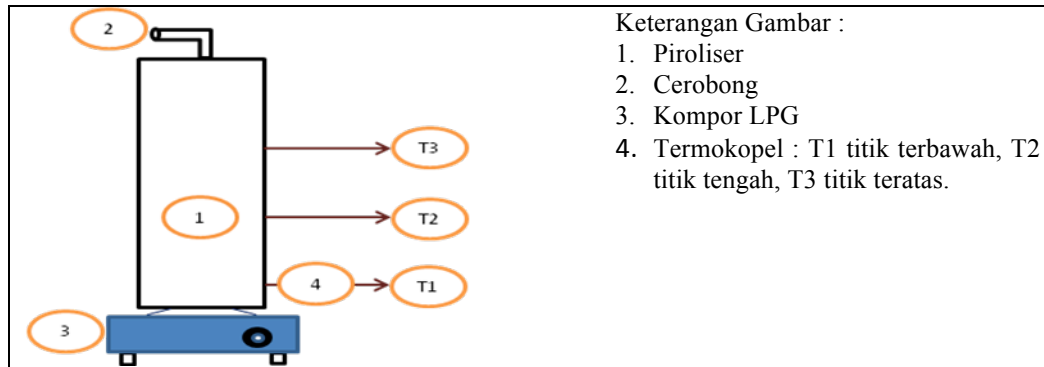 2
T3
1
T2
4
T1
3
Keterangan Gambar :
1. Piroliser
2. Cerobong
3. Kompor LPG
4. Termokopel : T1 titik terbawah, T2
titik tengah, T3 titik teratas.